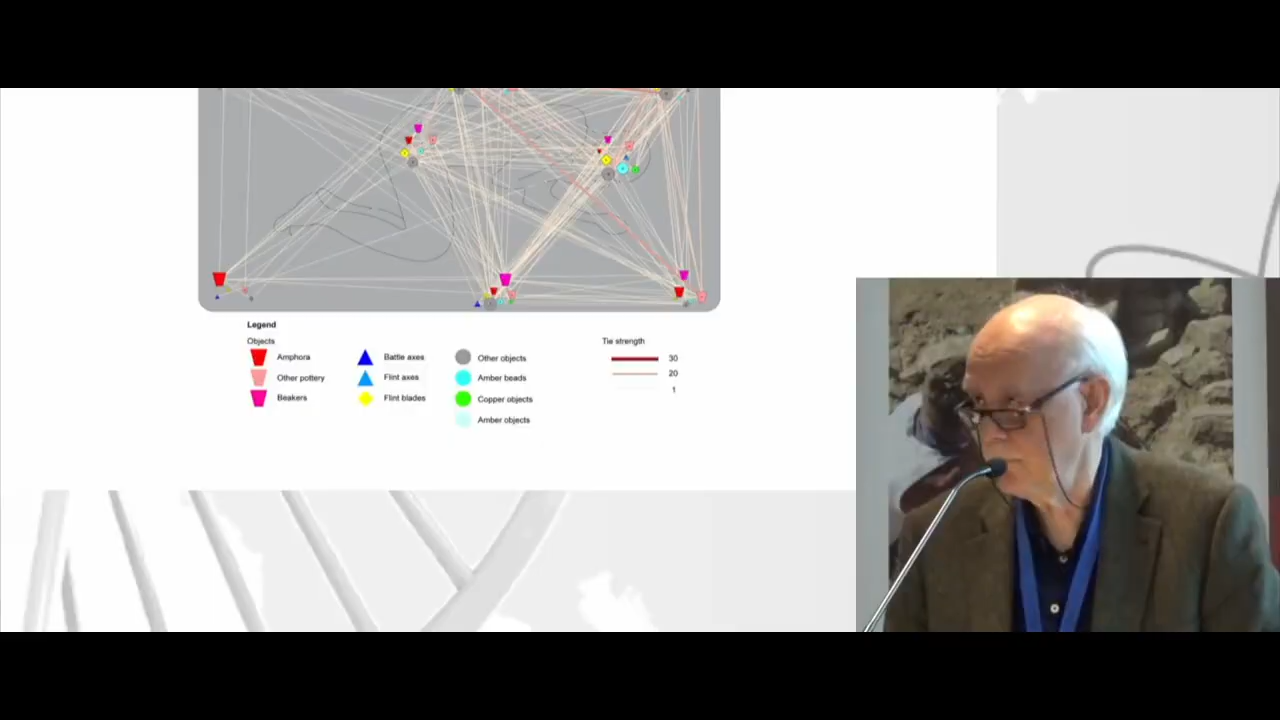 Legend
Objects
Tie strength
Amphora
Battle axes
Other objects
30
Other pottery
Flint axes
Amber beads
20
Beakers
Flint blades
Copper objects
1
Amber objects